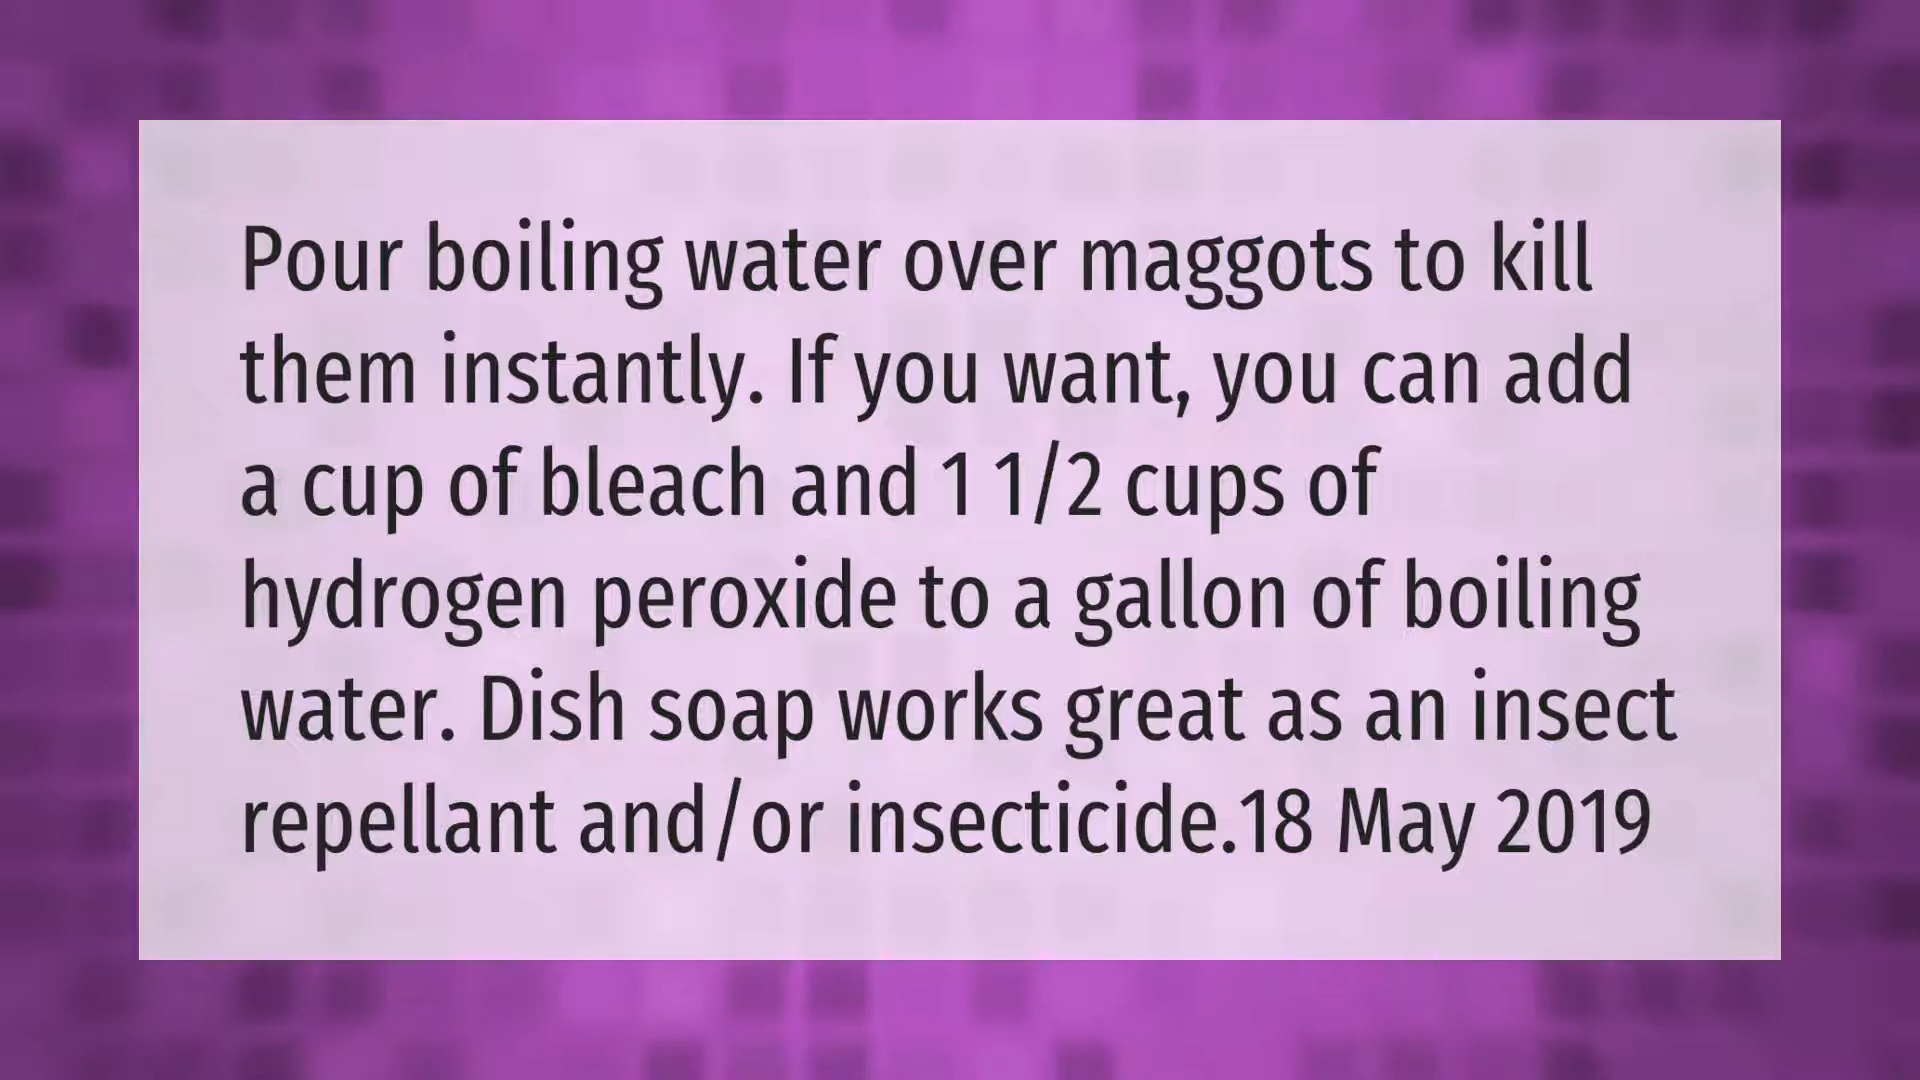 Pour boiling water over maggots to kill
them instantly. If you want, you can add
a cup of bleach and 1 1/2 cups of
hydrogen peroxide to a gallon of boiling
water. Dish soap works great as an insect
repellant and/or insecticide.18 May 2019